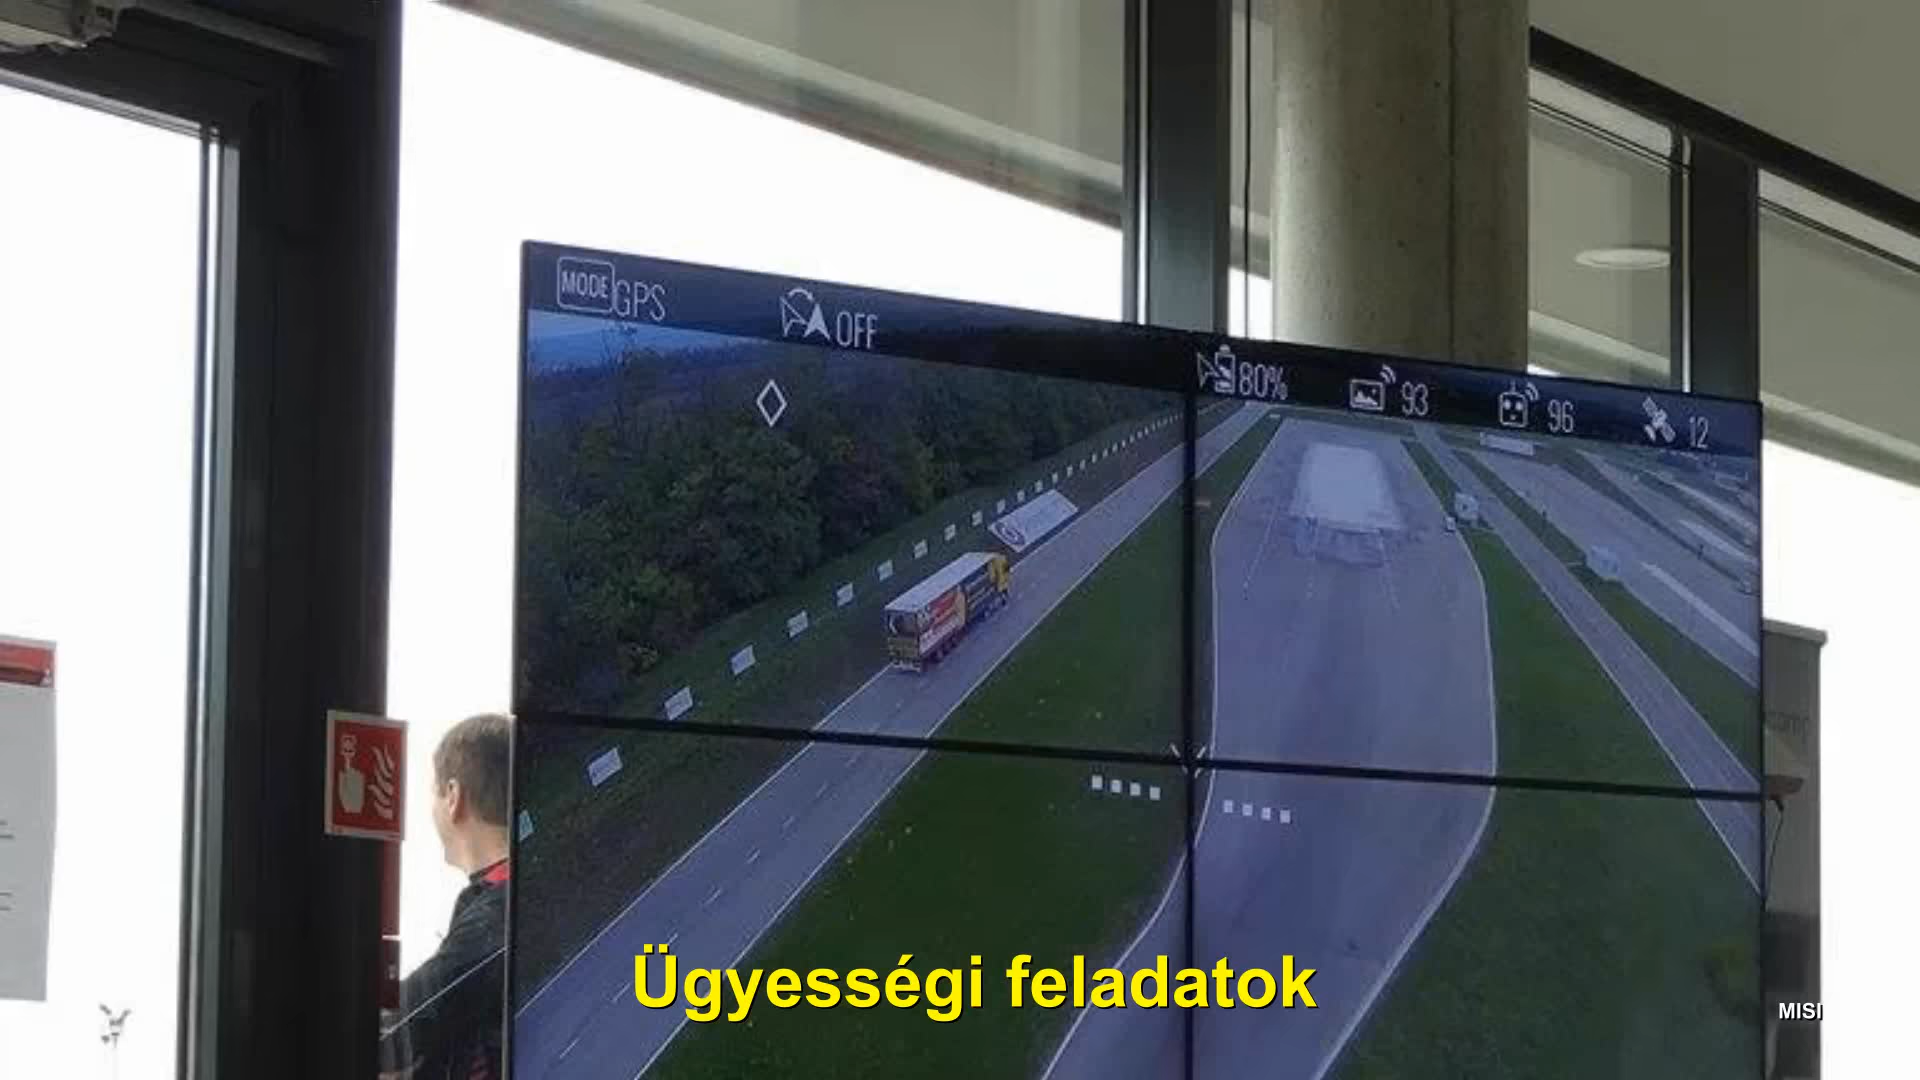 MODE GPS
OFF
80%
93
96
12
Ügyességi feladatok
MISI